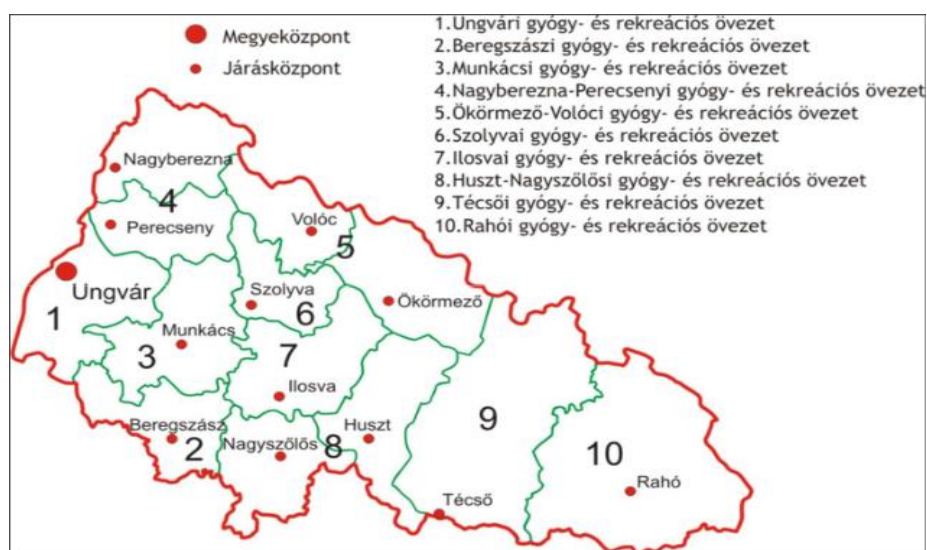 Megyeközpont
Járásközpont
1.Ungvári gyógy- és rekreációs övezet
2.Beregszászi gyógy- és rekreációs övezet
3.Munkácsi gyógy- és rekreációs övezet
4.Nagyberezna-Perecsenyi gyógy- és rekreációs övezet
5.Ökörmező-Volóci gyógy- és rekreációs övezet
6.Szolyvai gyógy- és rekreációs övezet
7.Ilosvai gyógy- és rekreációs övezet
8.Huszt-Nagyszőlősi gyógy- és rekreációs övezet
9.Técsői gyógy- és rekreációs övezet
10.Rahói gyógy- és rekreációs övezet
Nagyberezna
4
Perecseny
Volóc
5
Ungvár
1
Szolyva
6
Ökörmező
Munkács
3
7
Ilosva
Beregszász
2
Nagyszőlős
Huszt
8
9
Técső
10
Rahó